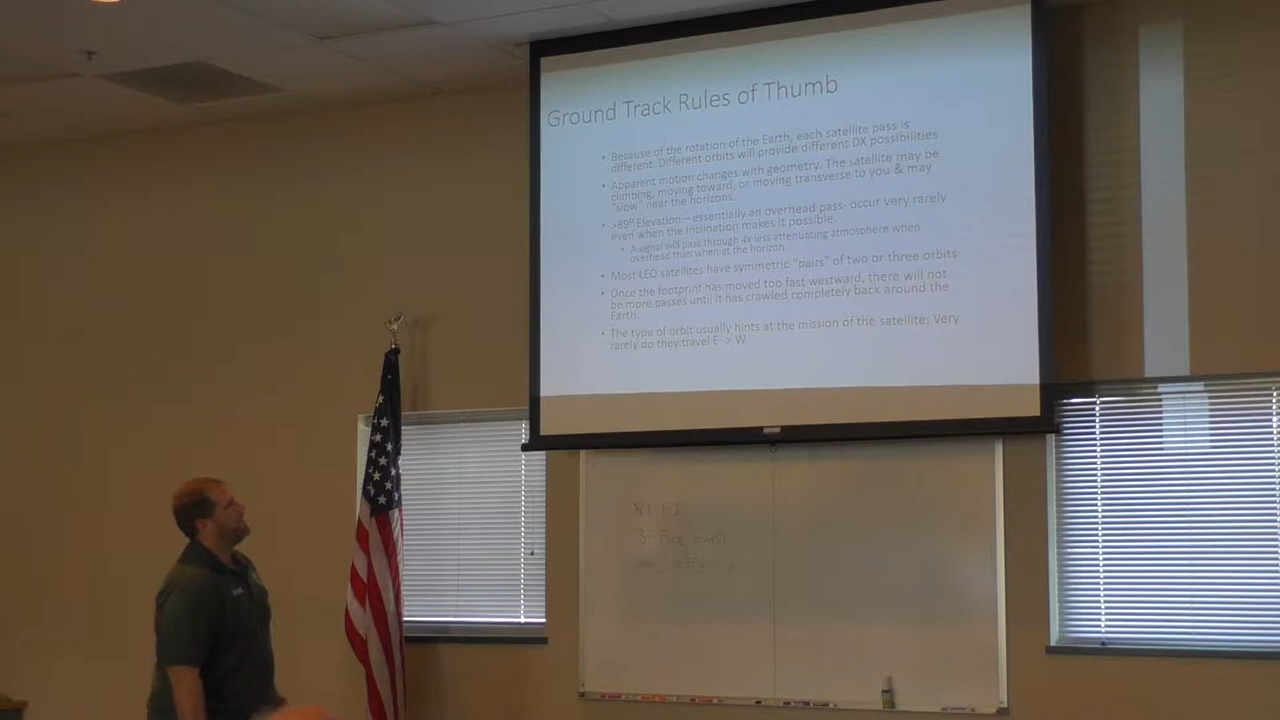 Ground Track Rules of Thumb
• Because of the rotation of the Earth, each satellite pass is
different. Different orbits will provide different DX possibilities
• Apparent motion changes with geometry. The satellite may be
climbing, moving toward, or moving transverse to you & may
"slow" near the horizons.
• >89° Elevation – essentially an overhead pass- occur very rarely
even when the inclination makes it possible.
• A signal will pass through 4x less attenuating atmosphere when
overhead than when at the horizon
• Most LEO satellites have symmetric "pairs" of two or three orbits
• Once the footprint has moved too fast westward, there will not
be more passes until it has crawled completely back around the
Earth.
• The type of orbit usually hints at the mission of the satellite; Very
rarely do they travel E -> W